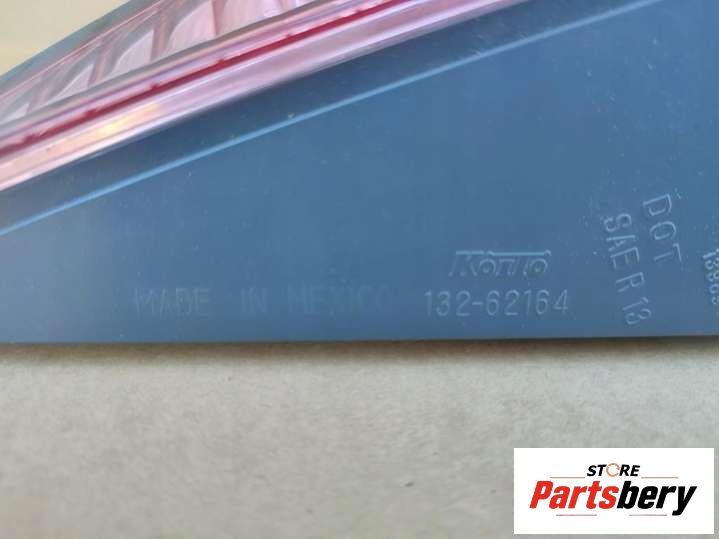 KOITO
MADE IN MEXICO 132-62164
DOT
SAE R 13
STORE
Partsbery